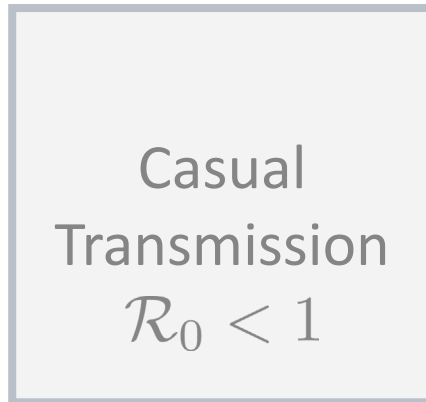 Casual
Transmission
ℛ₀ < 1